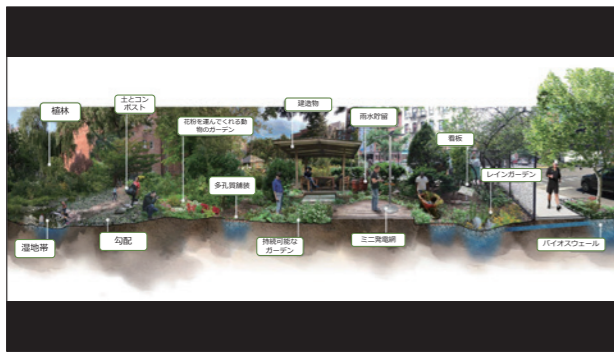 植林
土とコン
ポスト
花粉を運んでくれる動
物のガーデン
建造物
雨水貯留
看板
レインガーデン
多孔質舗装
湿地帯
勾配
持続可能な
ガーデン
ミニ発電網
バイオスウェール